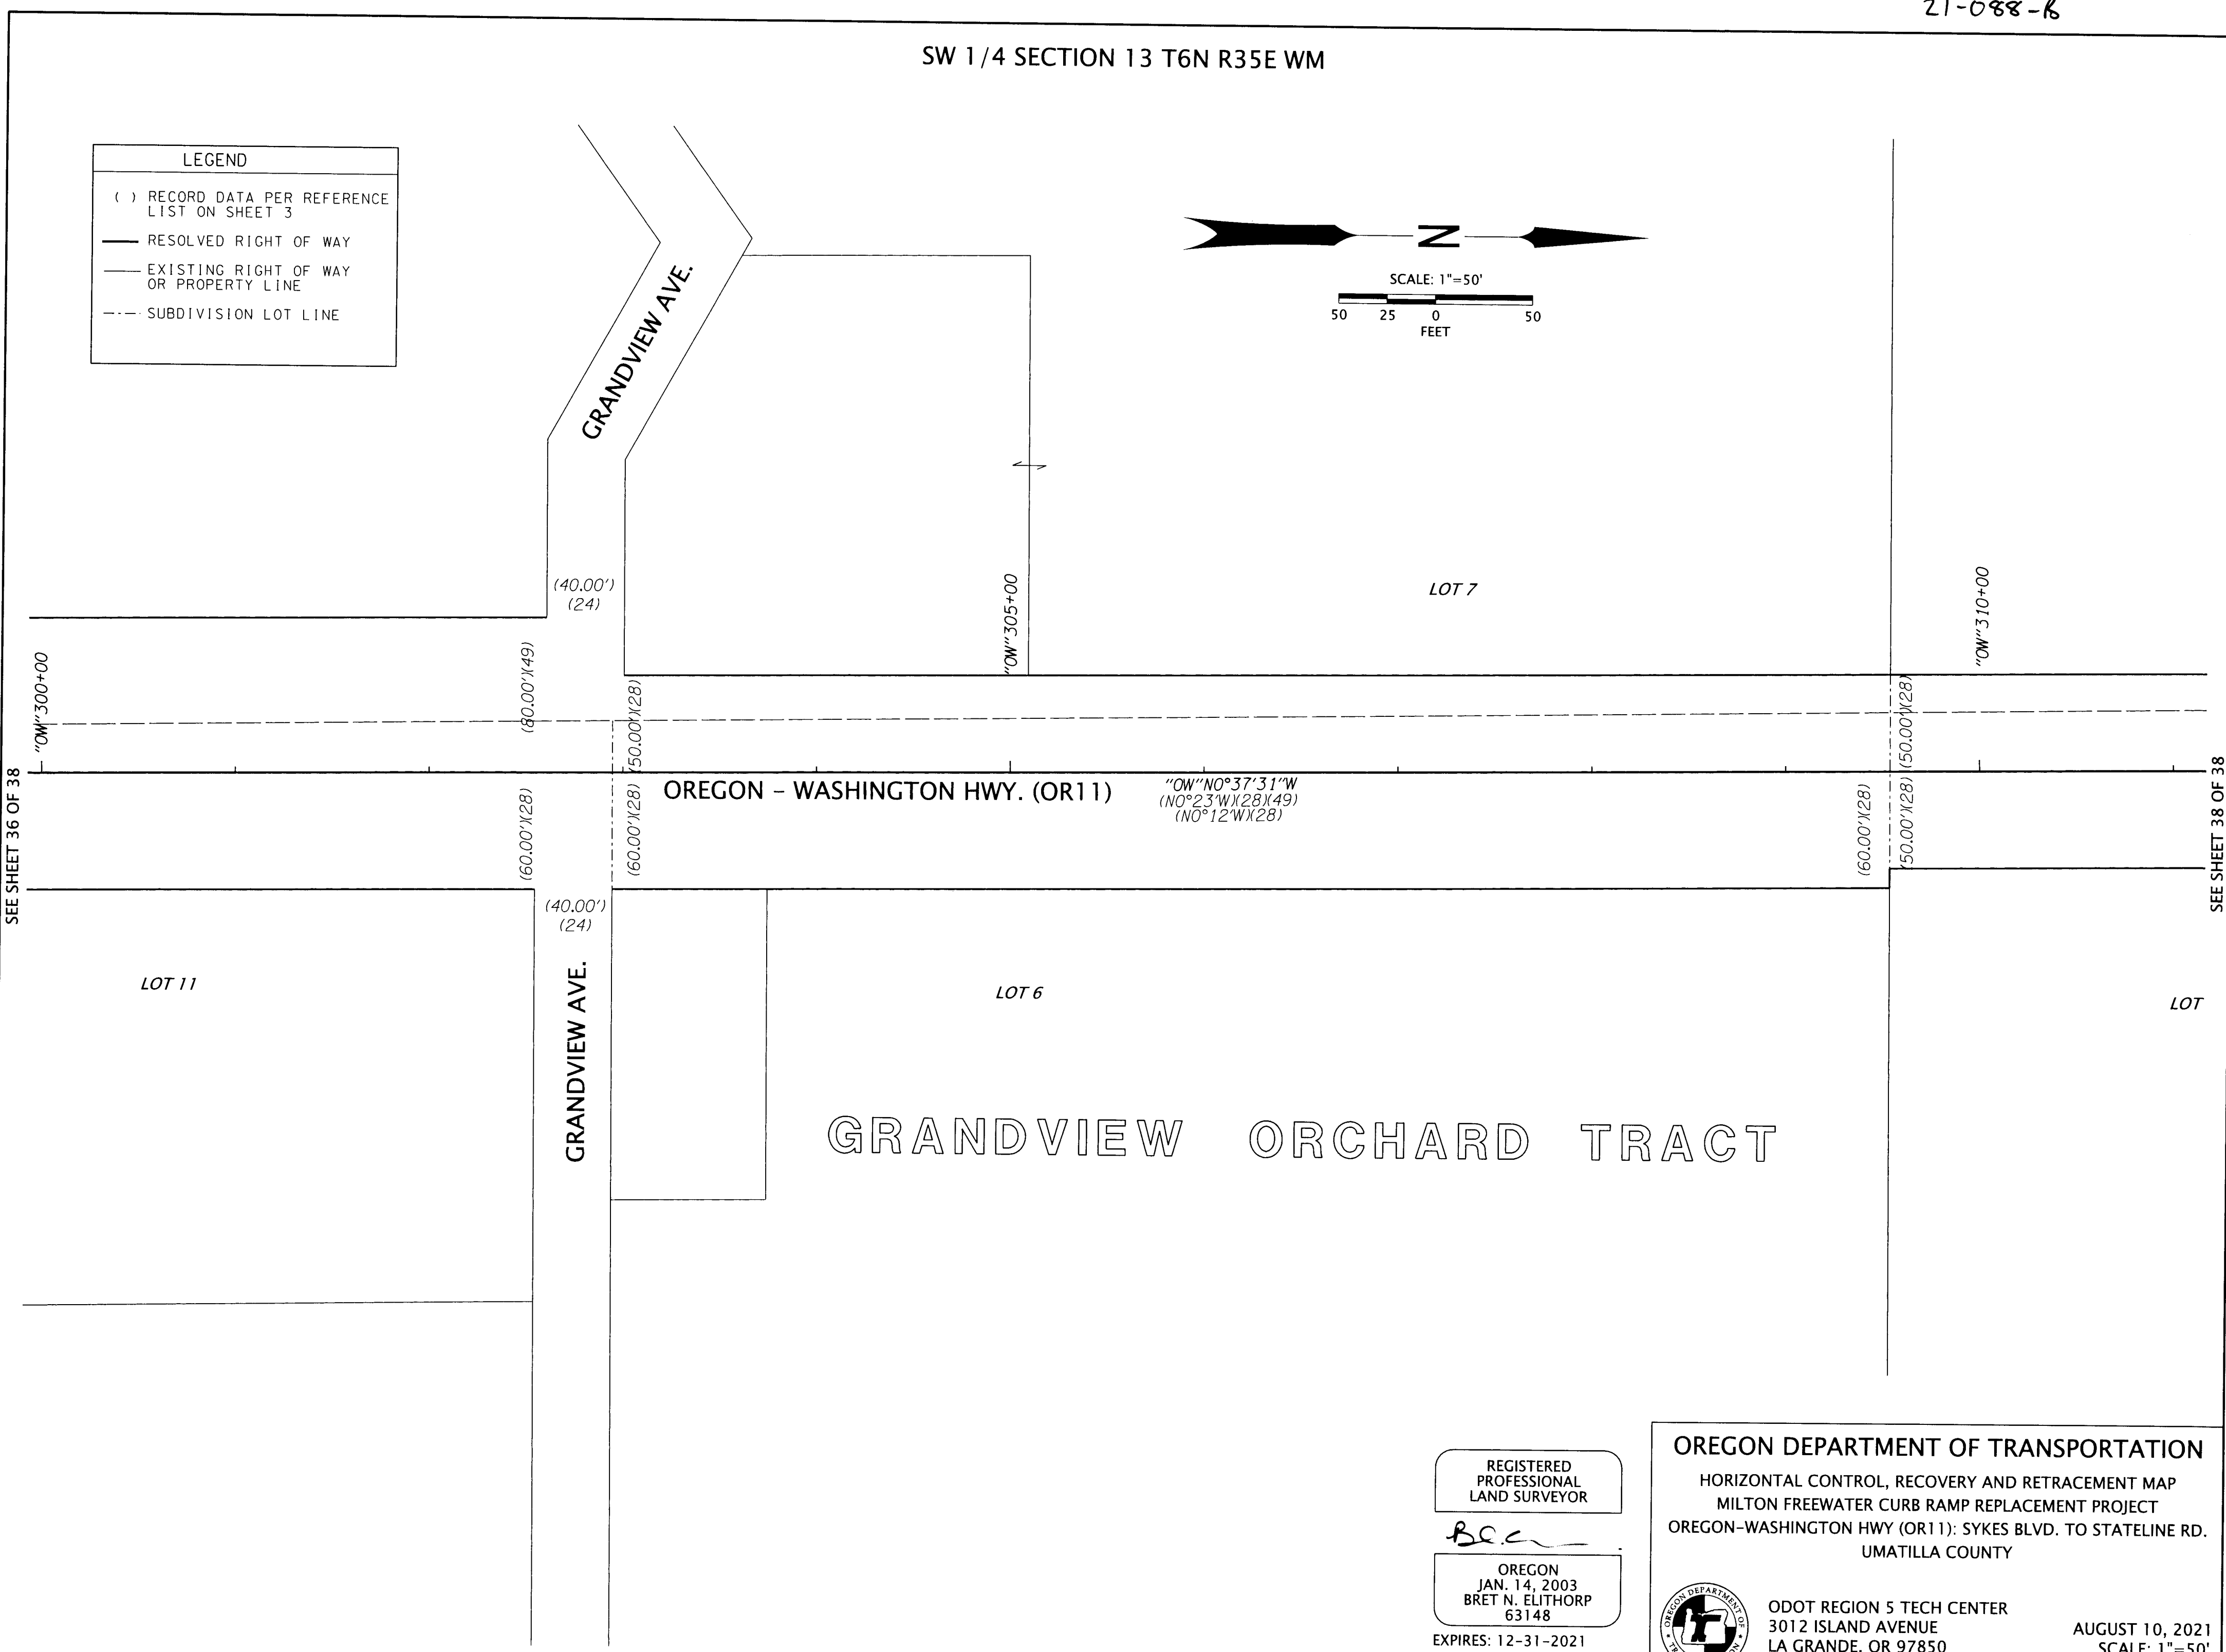 21-088-B
SW 1/4 SECTION 13 T6N R35E WM
LEGEND
( ) RECORD DATA PER REFERENCE
LIST ON SHEET 3
RESOLVED RIGHT OF WAY
EXISTING RIGHT OF WAY
OR PROPERTY LINE
SUBDIVISION LOT LINE
N
SCALE: 1"=50'
50 25 0 50
FEET
GRANDVIEW AVE.
(40.00')
(24)
LOT 7
"OW"300+00
"OW"305+00
"OW"310+00
(80.00')(49)
(50.00')(28)
(50.00')(28)
SEE SHEET 36 OF 38
OREGON - WASHINGTON HWY. (OR11)
"OW"N0°37'31"W
(N0°23'W)(28)(49)
(N0°12'W)(28)
(60.00')(28)
(60.00')(28)
(60.00')(28)
(50.00')(28)
SEE SHEET 38 OF 38
(40.00')
(24)
LOT 11
GRANDVIEW AVE.
LOT 6
LOT
GRANDVIEW ORCHARD TRACT
REGISTERED
PROFESSIONAL
LAND SURVEYOR
OREGON
JAN. 14, 2003
BRET N. ELITHORP
63148
EXPIRES: 12-31-2021
OREGON DEPARTMENT OF TRANSPORTATION
HORIZONTAL CONTROL, RECOVERY AND RETRACEMENT MAP
MILTON FREEWATER CURB RAMP REPLACEMENT PROJECT
OREGON-WASHINGTON HWY (OR11): SYKES BLVD. TO STATELINE RD.
UMATILLA COUNTY
OREGON DEPARTMENT OF
ODOT REGION 5 TECH CENTER
3012 ISLAND AVENUE
LA GRANDE, OR 97850
AUGUST 10, 2021
SCALE: 1"=50'